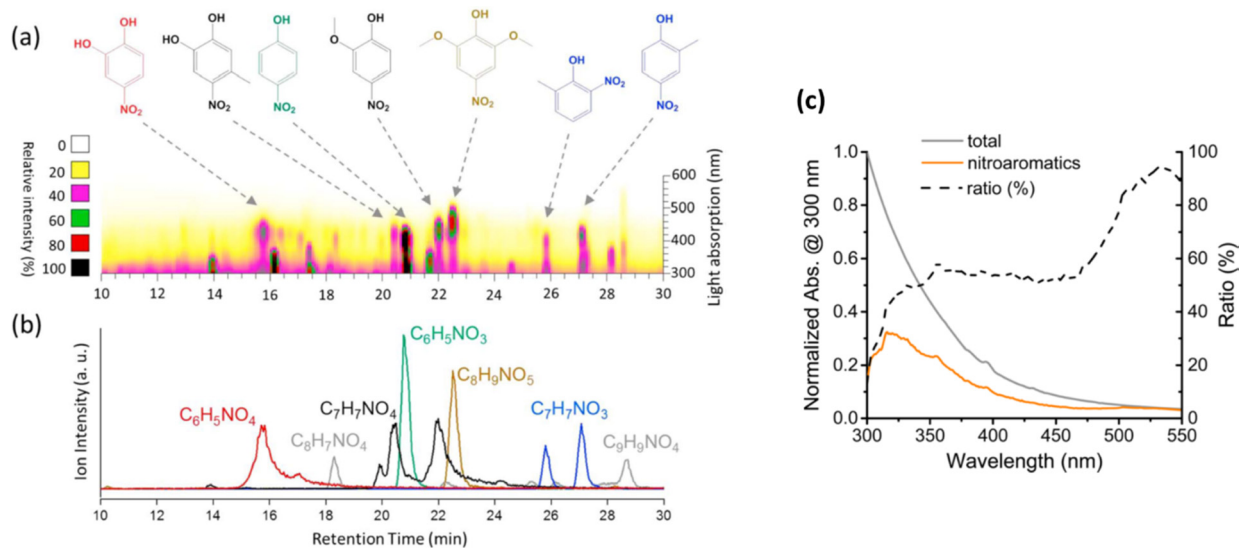 (a)
OH
HO
NO₂
OH
HO
NO₂
OH
NO₂
OH
O
NO₂
OH
O
O
NO₂
OH
NO₂
OH
NO₂
Relative intensity (%)
0
20
40
60
80
100
600
500
400
300
Light absorption (nm)
10 12 14 16 18 20 22 24 26 28 30
(b)
Ion Intensity (a. u.)
C₆H₅NO₄
C₈H₇NO₄
C₇H₇NO₄
C₆H₅NO₃
C₈H₉NO₅
C₇H₇NO₃
C₉H₉NO₄
10 12 14 16 18 20 22 24 26 28 30
Retention Time (min)
(c)
total
nitroaromatics
ratio (%)
Normalized Abs. @ 300 nm
1.0
0.8
0.6
0.4
0.2
0.0
100
80
60
40
20
0
Ratio (%)
300 350 400 450 500 550
Wavelength (nm)